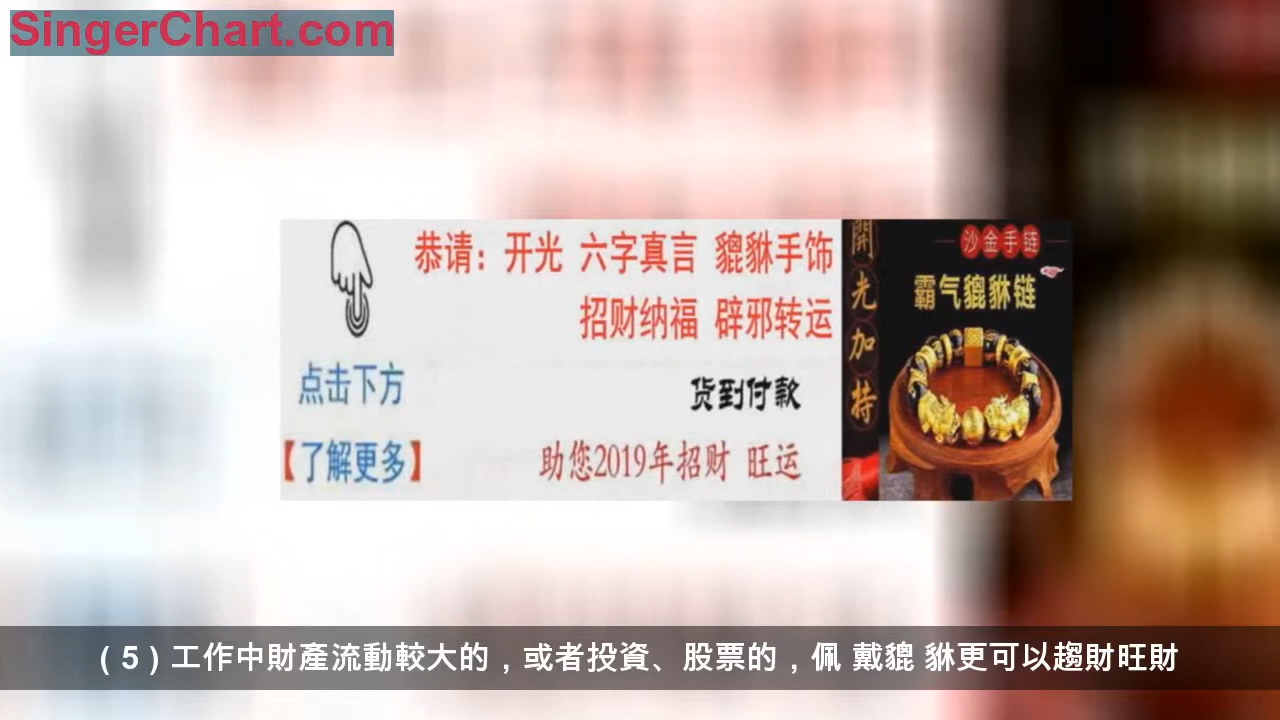 SingerChart.com
恭请：开光 六字真言 貔貅手饰
招财纳福 辟邪转运
点击下方
货到付款
【了解更多】
助您2019年招财 旺运
開光加持
沙金手链
霸气貔貅链
（5）工作中財產流動較大的，或者投資、股票的，佩 戴貔 貅更可以趨財旺財